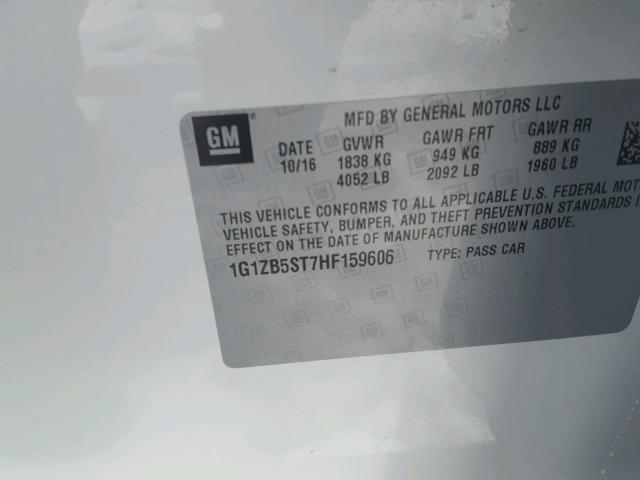 MFD BY GENERAL MOTORS LLC
GM
DATE GVWR GAWR FRT GAWR RR
10/16 1838 KG 949 KG 889 KG
4052 LB 2092 LB 1960 LB
THIS VEHICLE CONFORMS TO ALL APPLICABLE U.S. FEDERAL MOT
VEHICLE SAFETY, BUMPER, AND THEFT PREVENTION STANDARDS I
EFFECT ON THE DATE OF MANUFACTURE SHOWN ABOVE.
1G1ZB5ST7HF159606 TYPE: PASS CAR